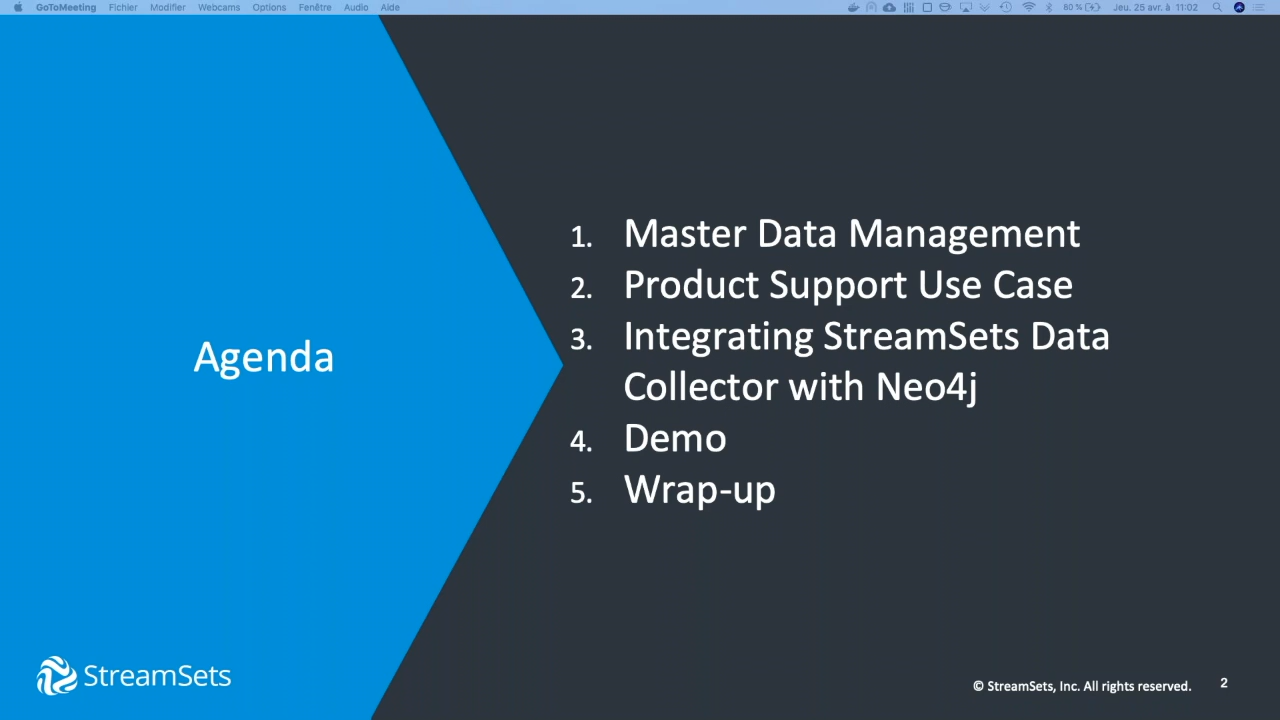 GoToMeeting Fichier Modifier Webcams Options Fenêtre Audio Aide 60 % Jeu. 25 avr. à 11:02
Agenda
1. Master Data Management
2. Product Support Use Case
3. Integrating StreamSets Data
Collector with Neo4j
4. Demo
5. Wrap-up
StreamSets
© StreamSets, Inc. All rights reserved. 2